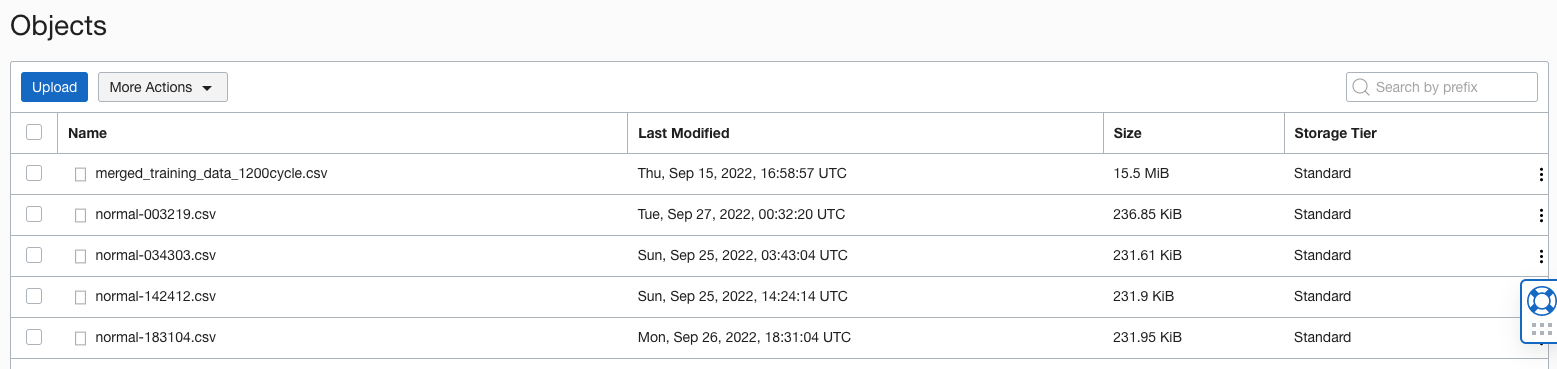 Objects
Upload More Actions Search by prefix
Name Last Modified Size Storage Tier
merged_training_data_1200cycle.csv Thu, Sep 15, 2022, 16:58:57 UTC 15.5 MiB Standard
normal-003219.csv Tue, Sep 27, 2022, 00:32:20 UTC 236.85 KiB Standard
normal-034303.csv Sun, Sep 25, 2022, 03:43:04 UTC 231.61 KiB Standard
normal-142412.csv Sun, Sep 25, 2022, 14:24:14 UTC 231.9 KiB Standard
normal-183104.csv Mon, Sep 26, 2022, 18:31:04 UTC 231.95 KiB Standard